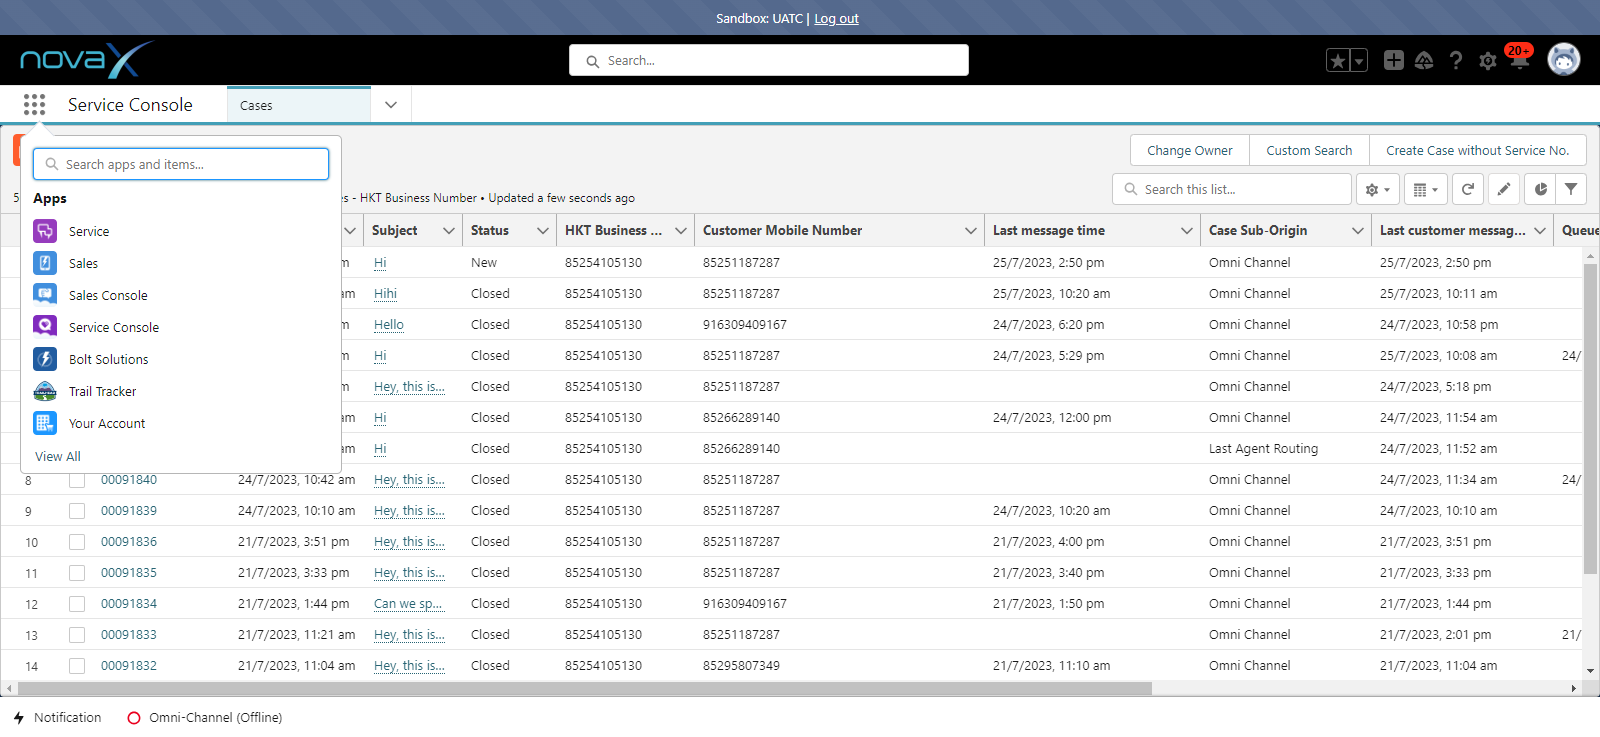 Sandbox: UATC | Log out
novaX
Search...
20+
Service Console
Cases
Search apps and items...
Apps
Service
Sales
Sales Console
Service Console
Bolt Solutions
Trail Tracker
Your Account
View All
Change Owner
Custom Search
Create Case without Service No.
5
es - HKT Business Number • Updated a few seconds ago
Search this list...
Subject Status HKT Business ... Customer Mobile Number Last message time Case Sub-Origin Last customer messag... Queue
m Hi New 85254105130 85251187287 25/7/2023, 2:50 pm Omni Channel 25/7/2023, 2:50 pm
am Hihi Closed 85254105130 85251187287 25/7/2023, 10:20 am Omni Channel 25/7/2023, 10:11 am
m Hello Closed 85254105130 916309409167 24/7/2023, 6:20 pm Omni Channel 24/7/2023, 10:58 pm
m Hi Closed 85254105130 85251187287 24/7/2023, 5:29 pm Omni Channel 25/7/2023, 10:08 am 24/
m Hey, this is... Closed 85254105130 85251187287 Omni Channel 24/7/2023, 5:18 pm
am Hi Closed 85254105130 85266289140 24/7/2023, 12:00 pm Omni Channel 24/7/2023, 11:54 am
am Hi Closed 85254105130 85266289140 Last Agent Routing 24/7/2023, 11:52 am
8 00091840 24/7/2023, 10:42 am Hey, this is... Closed 85254105130 85251187287 Omni Channel 24/7/2023, 11:34 am 24/
9 00091839 24/7/2023, 10:10 am Hey, this is... Closed 85254105130 85251187287 24/7/2023, 10:20 am Omni Channel 24/7/2023, 10:10 am
10 00091836 21/7/2023, 3:51 pm Hey, this is... Closed 85254105130 85251187287 21/7/2023, 4:00 pm Omni Channel 21/7/2023, 3:51 pm
11 00091835 21/7/2023, 3:33 pm Hey, this is... Closed 85254105130 85251187287 21/7/2023, 3:40 pm Omni Channel 21/7/2023, 3:33 pm
12 00091834 21/7/2023, 1:44 pm Can we sp... Closed 85254105130 916309409167 21/7/2023, 1:50 pm Omni Channel 21/7/2023, 1:44 pm
13 00091833 21/7/2023, 11:21 am Hey, this is... Closed 85254105130 85251187287 Omni Channel 21/7/2023, 2:01 pm 21/7
14 00091832 21/7/2023, 11:04 am Hey, this is... Closed 85254105130 85295807349 21/7/2023, 11:10 am Omni Channel 21/7/2023, 11:04 am
Notification
Omni-Channel (Offline)